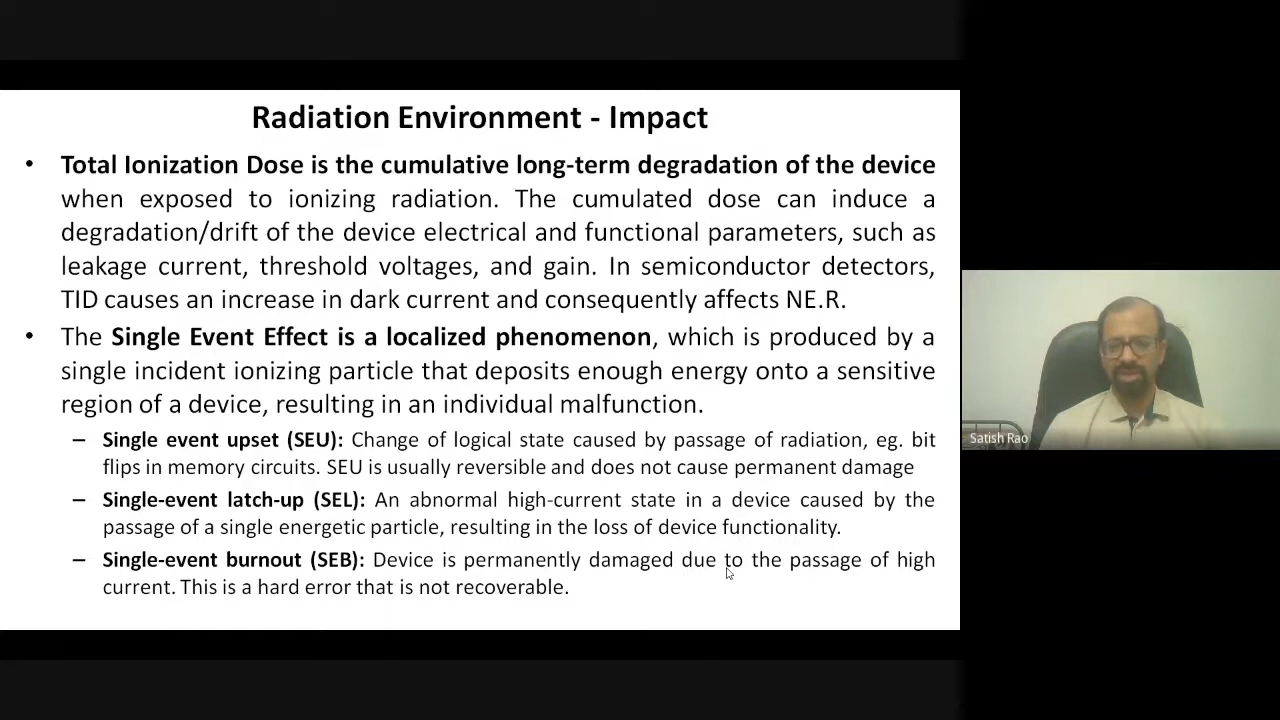 Radiation Environment - Impact
• Total Ionization Dose is the cumulative long-term degradation of the device
when exposed to ionizing radiation. The cumulated dose can induce a
degradation/drift of the device electrical and functional parameters, such as
leakage current, threshold voltages, and gain. In semiconductor detectors,
TID causes an increase in dark current and consequently affects NE.R.
• The Single Event Effect is a localized phenomenon, which is produced by a
single incident ionizing particle that deposits enough energy onto a sensitive
region of a device, resulting in an individual malfunction.
– Single event upset (SEU): Change of logical state caused by passage of radiation, eg. bit
flips in memory circuits. SEU is usually reversible and does not cause permanent damage
– Single-event latch-up (SEL): An abnormal high-current state in a device caused by the
passage of a single energetic particle, resulting in the loss of device functionality.
– Single-event burnout (SEB): Device is permanently damaged due to the passage of high
current. This is a hard error that is not recoverable.
Satish Rao